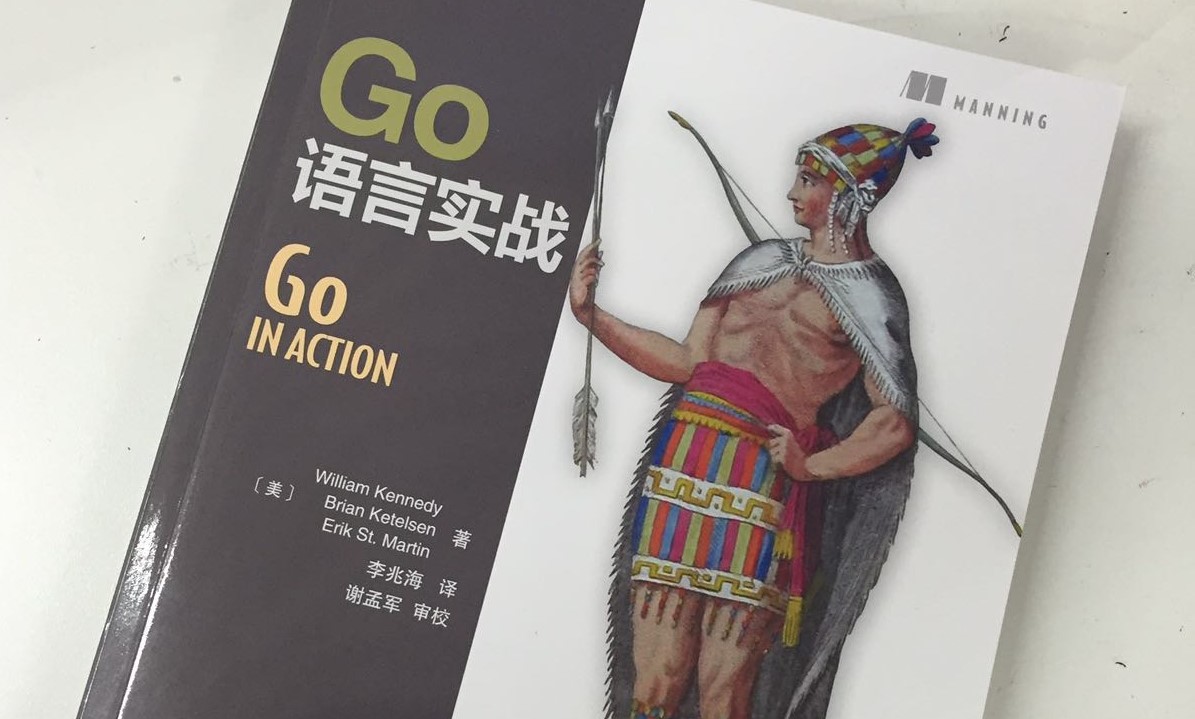 Go
语言实战
Go
IN ACTION
〔美〕
William Kennedy
Brian Ketelsen
Erik St. Martin
著
李兆海 译
谢孟军 审校
MANNING